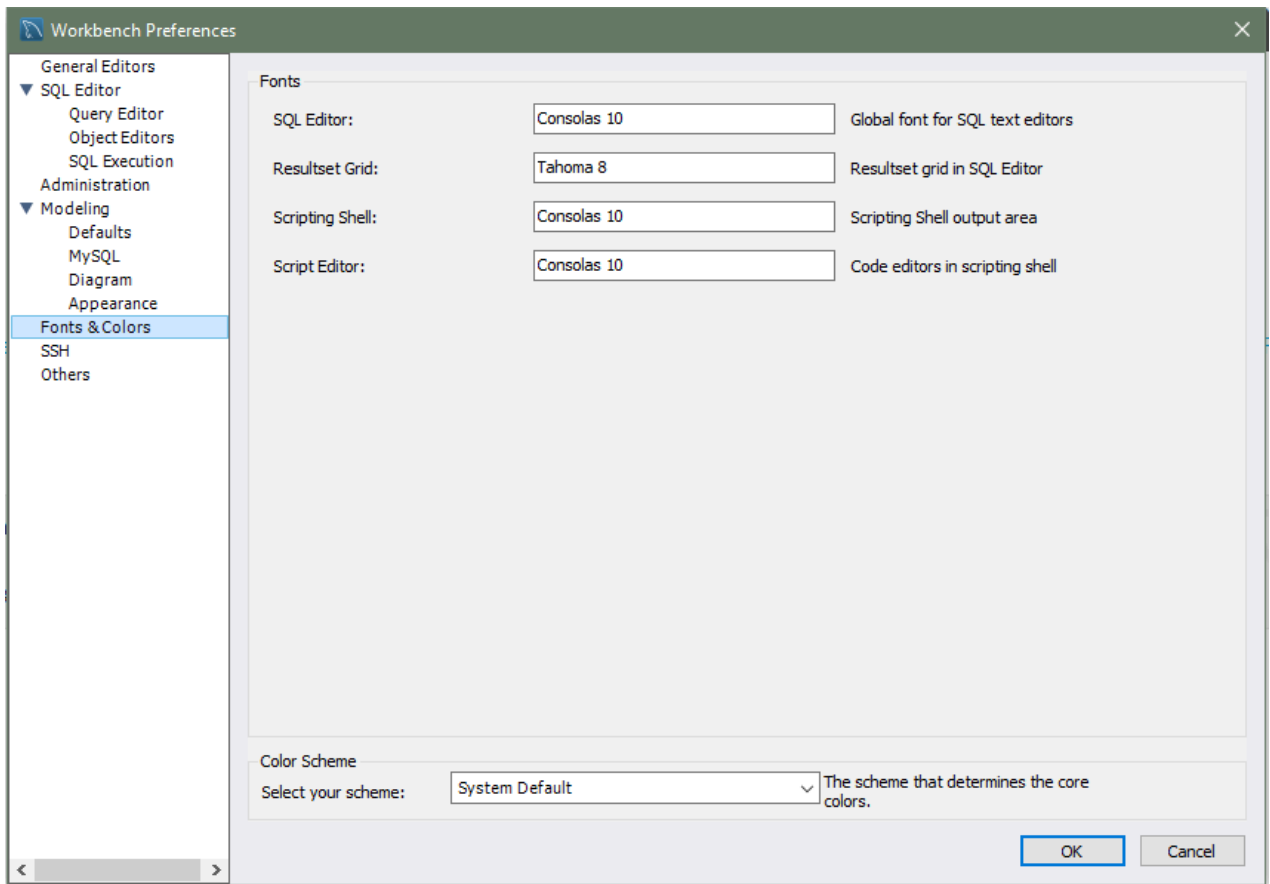 Workbench Preferences
General Editors
SQL Editor
Query Editor
Object Editors
SQL Execution
Administration
Modeling
Defaults
MySQL
Diagram
Appearance
Fonts & Colors
SSH
Others
Fonts
SQL Editor: Consolas 10 Global font for SQL text editors
Resultset Grid: Tahoma 8 Resultset grid in SQL Editor
Scripting Shell: Consolas 10 Scripting Shell output area
Script Editor: Consolas 10 Code editors in scripting shell
Color Scheme
Select your scheme: System Default The scheme that determines the core
colors.
OK Cancel